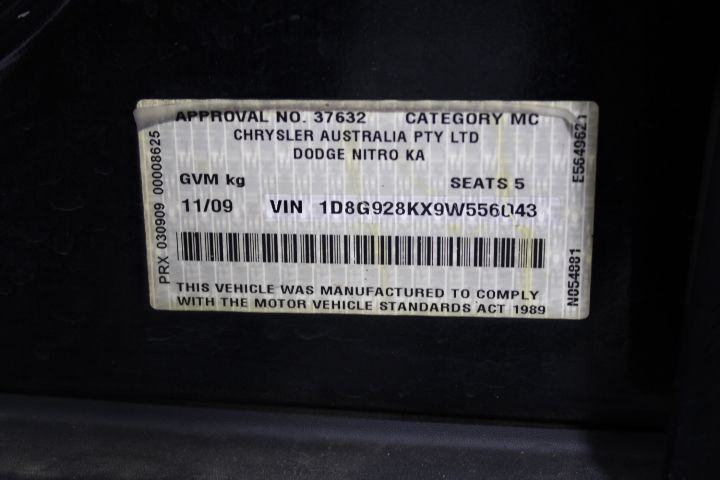 APPROVAL NO. 37632 CATEGORY MC
CHRYSLER AUSTRALIA PTY LTD
DODGE NITRO KA
GVM kg SEATS 5
11/09 VIN 1D8G928KX9W556043
THIS VEHICLE WAS MANUFACTURED TO COMPLY
WITH THE MOTOR VEHICLE STANDARDS ACT 1989
PRX 030909 00008625
N054881 E5649621